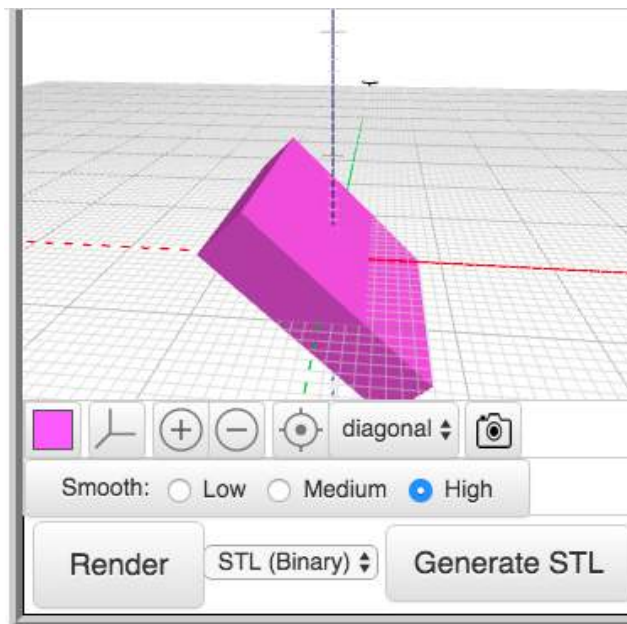 diagonal
Smooth: Low Medium High
Render STL (Binary) Generate STL